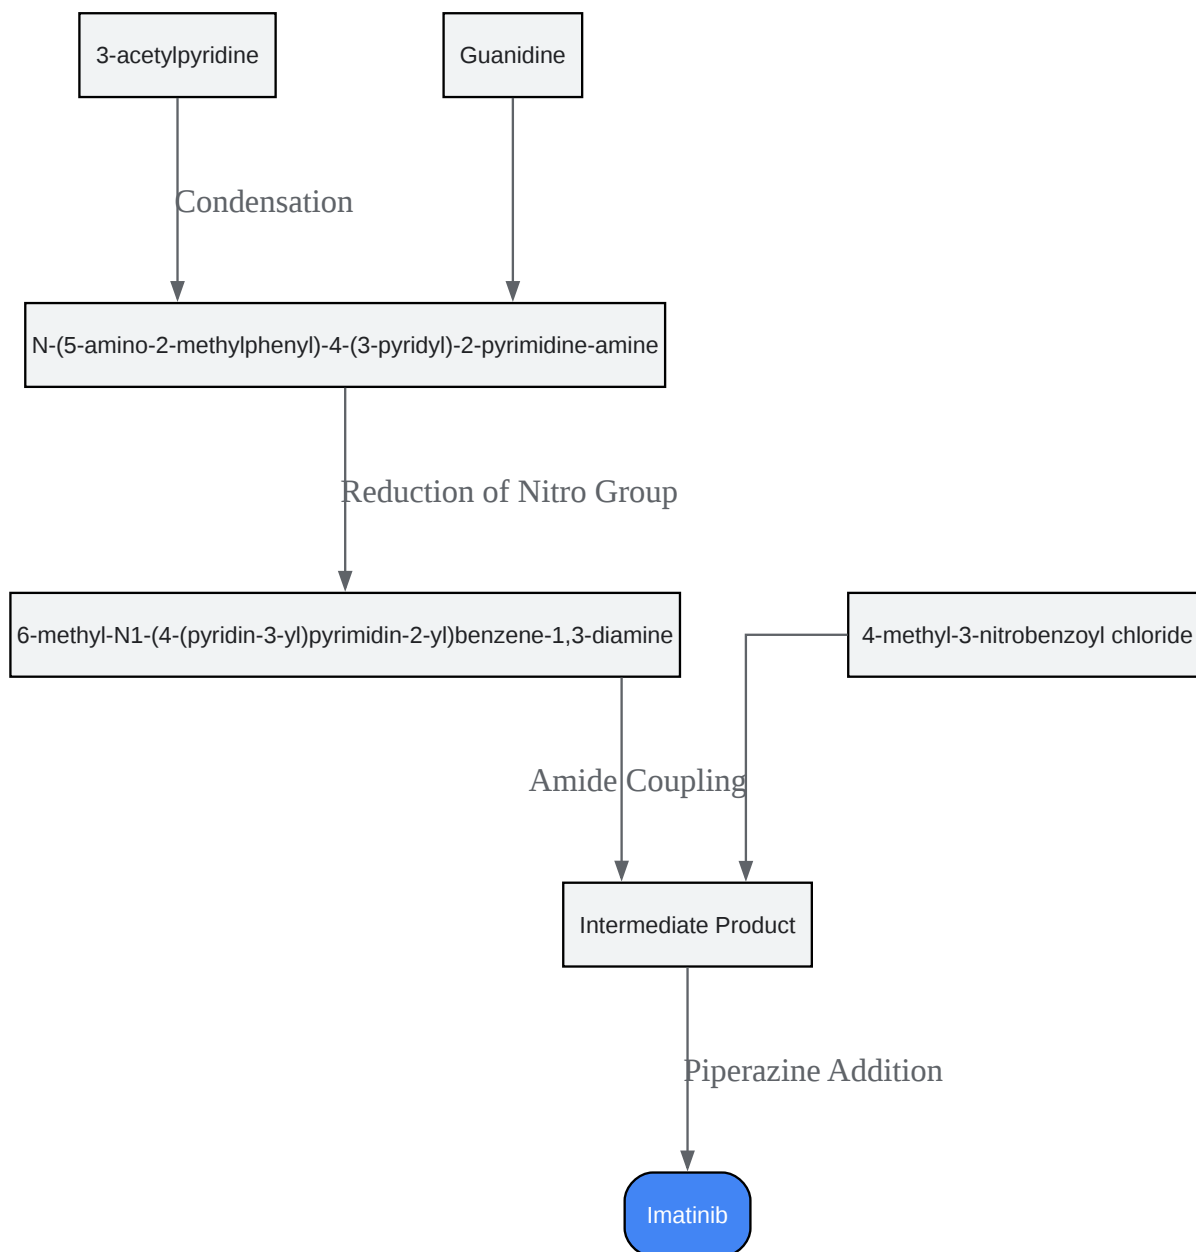 3-acetylpyridine
Guanidine
Condensation
N-(5-amino-2-methylphenyl)-4-(3-pyridyl)-2-pyrimidine-amine
Reduction of Nitro Group
6-methyl-N1-(4-(pyridin-3-yl)pyrimidin-2-yl)benzene-1,3-diamine
4-methyl-3-nitrobenzoyl chloride
Amide Coupling
Intermediate Product
Piperazine Addition
Imatinib